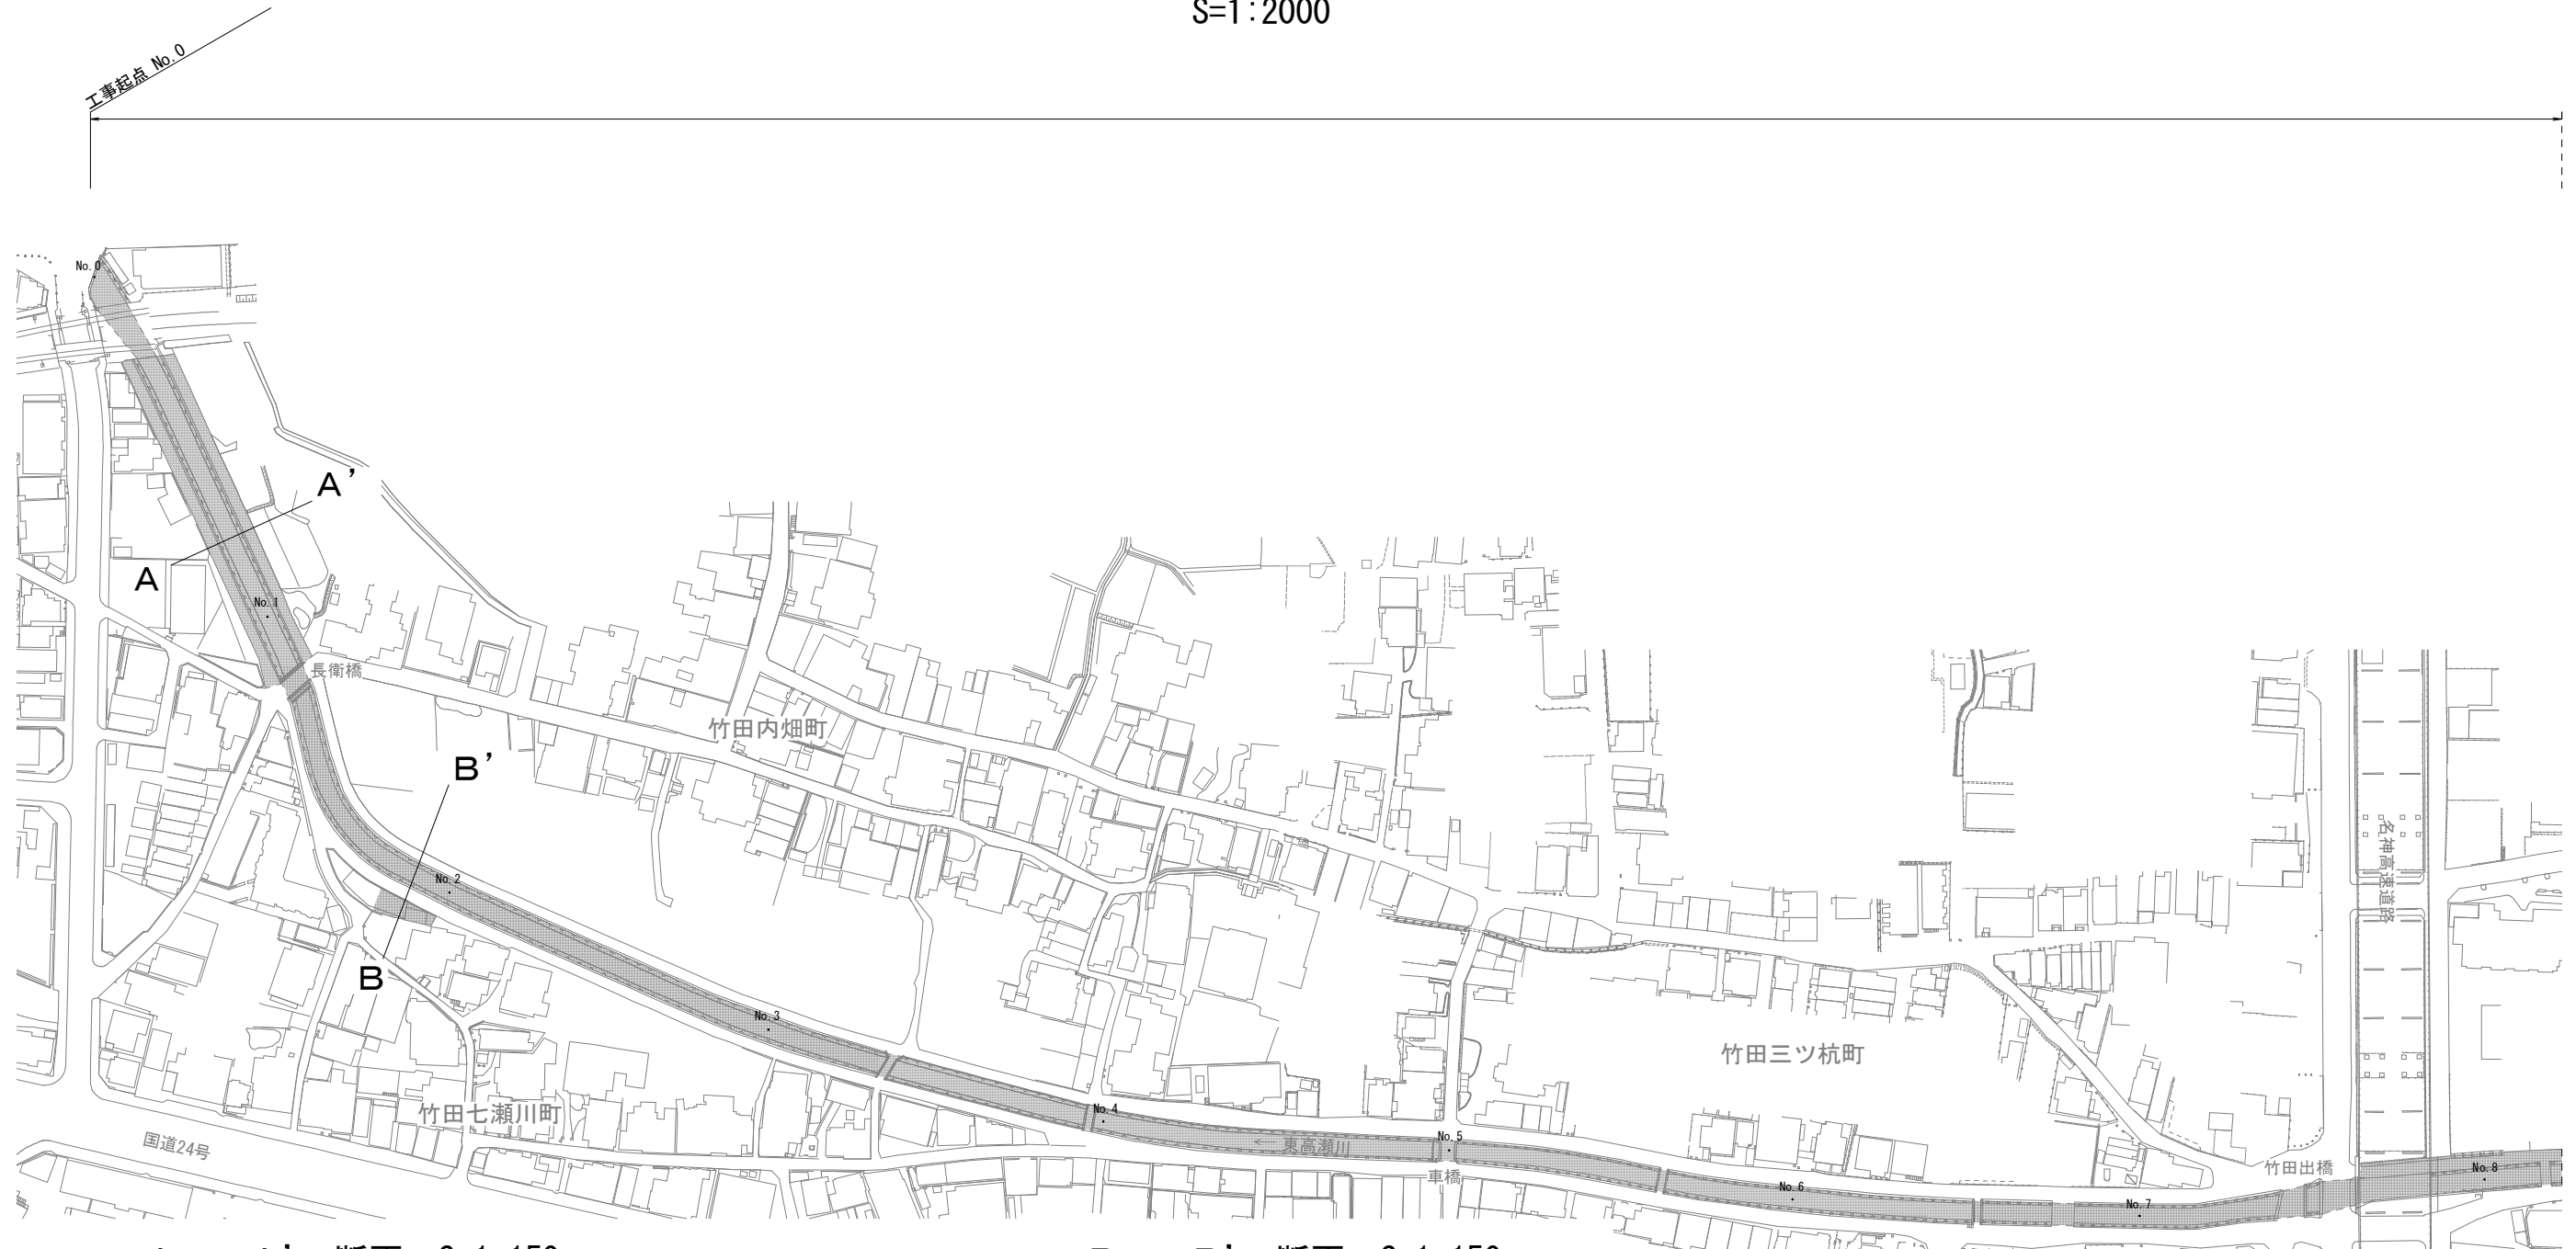 S=1:2000
工事起点 No.0
No.0
A'
A
No.1
長衛橋
竹田内畑町
B'
名神高速道路
No.2
B
No.3
竹田三ツ杭町
竹田七瀬川町
No.4
国道24号
← 東高瀬川
No.5
車橋
竹田出橋
No.8
No.6
No.7